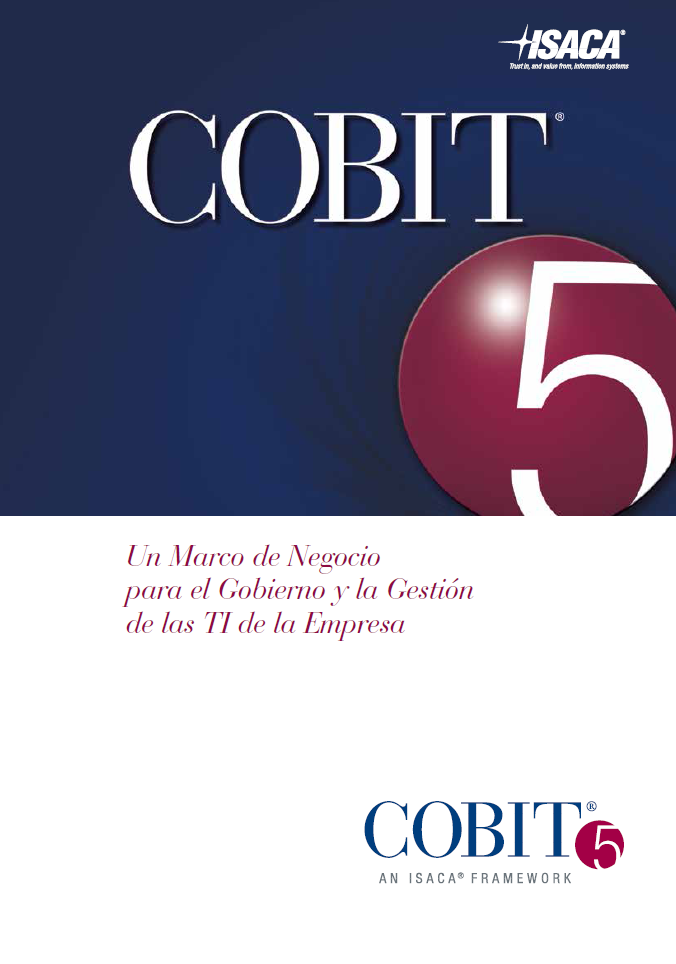 ISACA®
Trust in, and value from, information systems
COBIT®
5
Un Marco de Negocio
para el Gobierno y la Gestión
de las TI de la Empresa
COBIT® 5
AN ISACA® FRAMEWORK